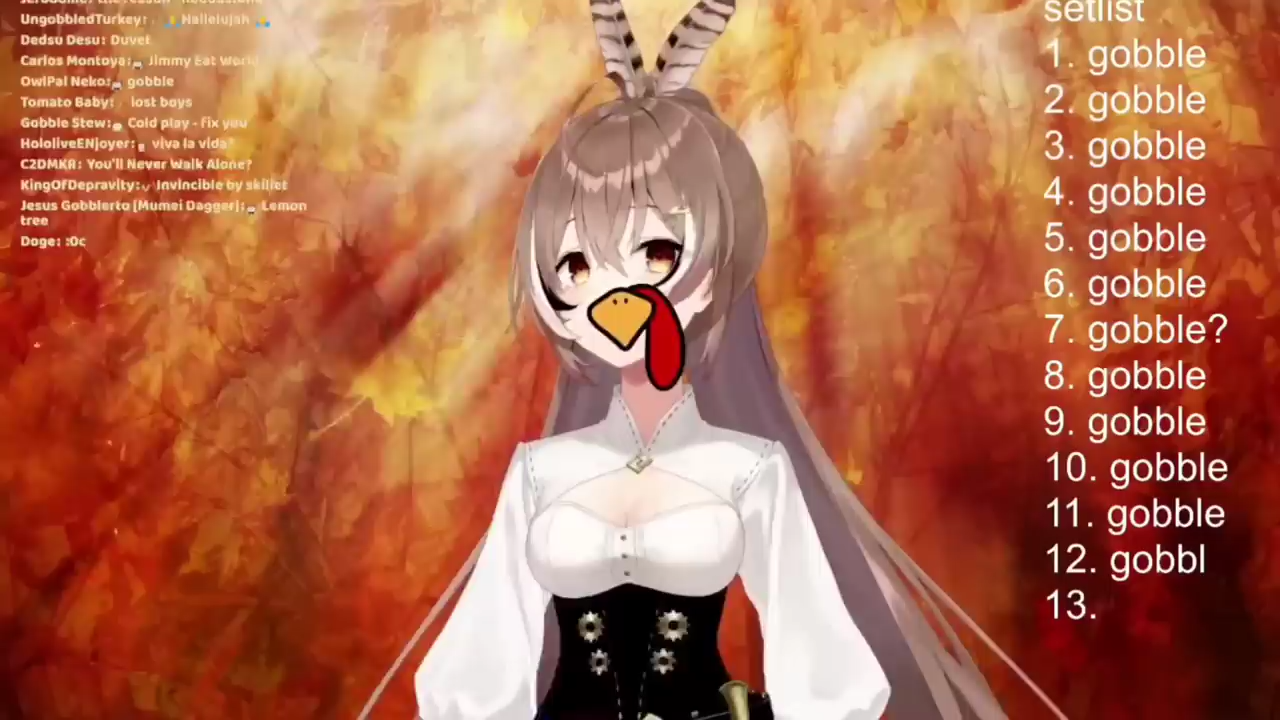 UngobbledTurkey: Hallelujah
Dedsu Desu: Duvet
Carlos Montoya: Jimmy Eat World
OwlPal Neko: gobble
Tomato Baby: lost boys
Gobble Stew: Cold play - fix you
HololiveENjoyer: viva la vida?
C2DMKA: You'll Never Walk Alone?
KingOfDepravity: Invincible by skillet
Jesus Gobblerto [Mumei Dagger]: Lemon
tree
Doge: :0c
setlist
1. gobble
2. gobble
3. gobble
4. gobble
5. gobble
6. gobble
7. gobble?
8. gobble
9. gobble
10. gobble
11. gobble
12. gobbl
13.